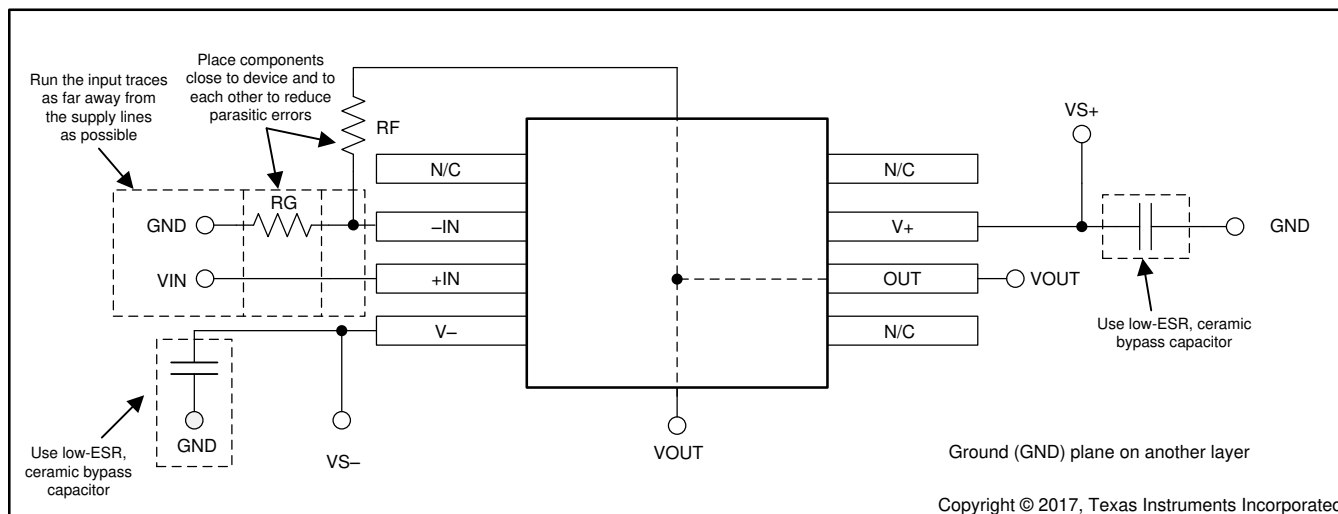 Run the input traces
as far away from
the supply lines
as possible
Place components
close to device and to
each other to reduce
parasitic errors
RF
VS+
N/C
N/C
RG
GND
–IN
V+
GND
VIN
+IN
OUT
VOUT
V–
N/C
Use low-ESR, ceramic
bypass capacitor
GND
Use low-ESR,
ceramic bypass
capacitor
VS–
VOUT
Ground (GND) plane on another layer
Copyright © 2017, Texas Instruments Incorporated